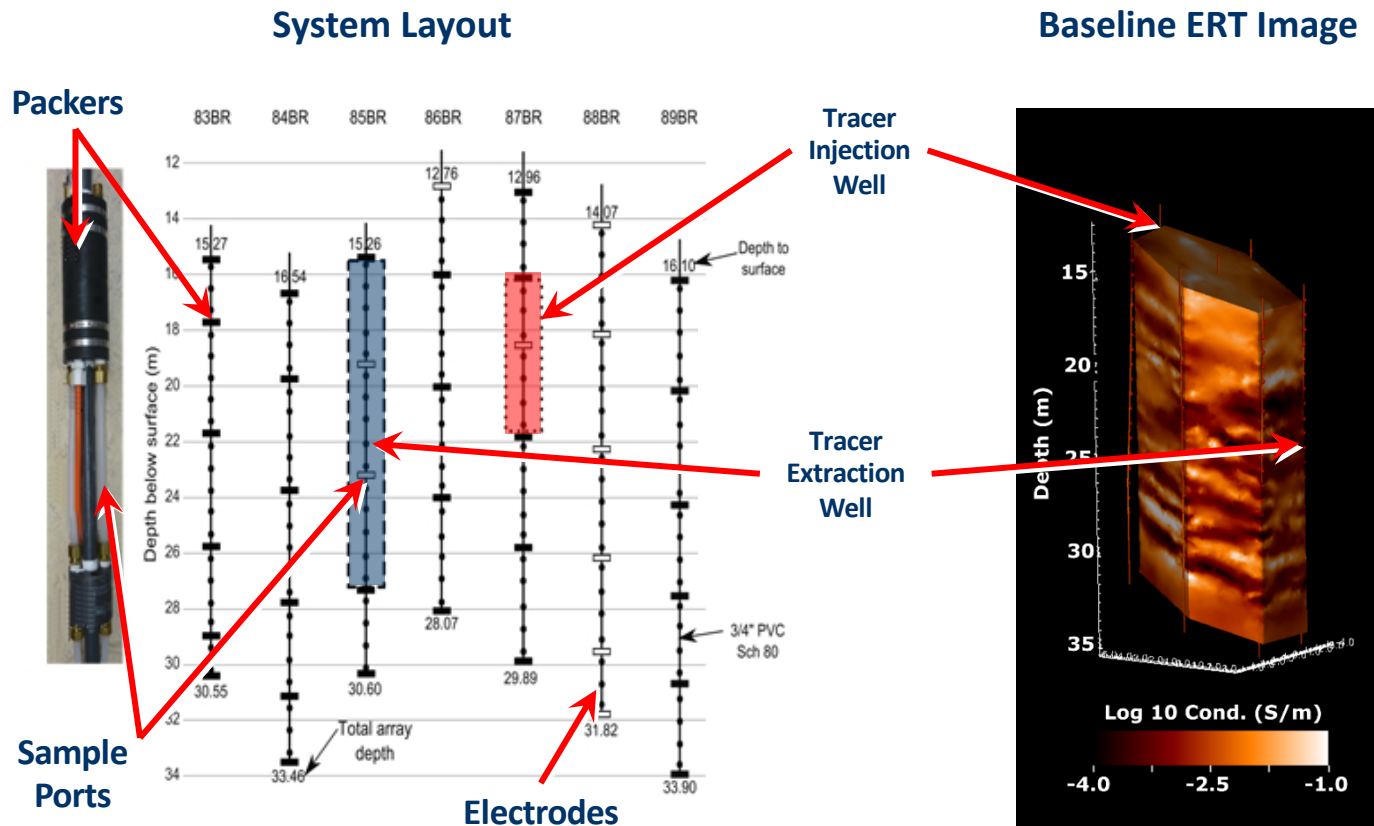 System Layout
Baseline ERT Image
Packers
83BR
84BR
85BR
86BR
87BR
88BR
89BR
Tracer
Injection
Well
12
14
16
18
20
22
24
26
28
30
32
34
Depth below surface (m)
15.27
16.54
15.26
12.76
12.96
14.07
16.10
Depth to
surface
Tracer
Extraction
Well
3/4" PVC
Sch 80
30.55
33.46
30.60
28.07
29.89
31.82
33.90
Total array
depth
Sample
Ports
Electrodes
15
20
25
30
35
Depth (m)
Log 10 Cond. (S/m)
-4.0
-2.5
-1.0